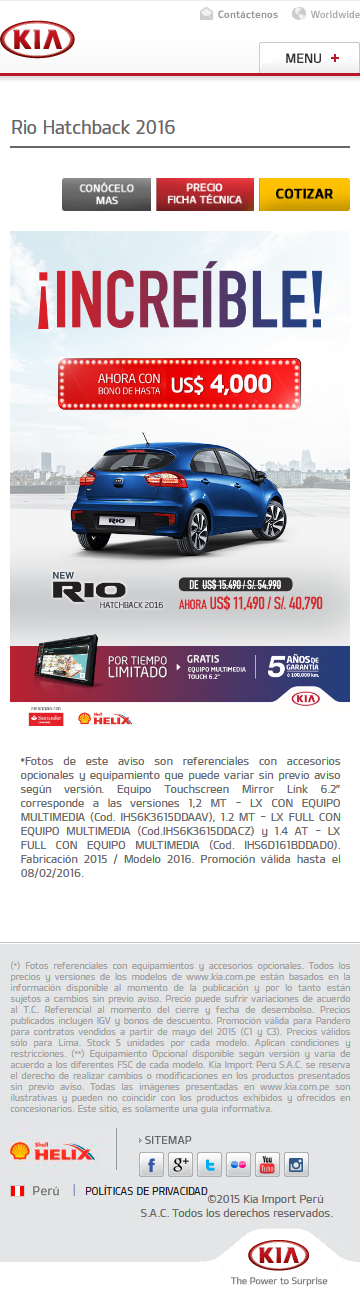 Contáctenos Worldwide
KIA
MENU +
Rio Hatchback 2016
CONÓCELO
MAS
PRECIO
FICHA TÉCNICA
COTIZAR
¡INCREÍBLE!
AHORA CON
BONO DE HASTA
US$ 4,000
RIO
NEW
RIO
HATCHBACK 2016
DE US$ 15,490 / S/. 54,990
AHORA US$ 11,490 / S/. 40,790
POR TIEMPO
LIMITADO
GRATIS
EQUIPO MULTIMEDIA
TOUCH 6.2"
5 AÑOS DE
GARANTÍA
ó 100,000 km.
KIA
Financialo con
Santander
Shell
HELIX
*Fotos de este aviso son referenciales con accesorios
opcionales y equipamiento que puede variar sin previo aviso
según versión. Equipo Touchscreen Mirror Link 6.2"
corresponde a las versiones 1,2 MT - LX CON EQUIPO
MULTIMEDIA (Cod. IHS6K3615DDAAV), 1.2 MT - LX FULL CON
EQUIPO MULTIMEDIA (Cod.IHS6K3615DDACZ) y 1.4 AT - LX
FULL CON EQUIPO MULTIMEDIA (Cod. IHS6D161BDDADO).
Fabricación 2015 / Modelo 2016. Promoción válida hasta el
08/02/2016.
(*) Fotos referenciales con equipamientos y accesorios opcionales. Todos los
precios y versiones de los modelos de www.kia.com.pe están basados en la
información disponible al momento de la publicación y por lo tanto están
sujetos a cambios sin previo aviso. Precio puede sufrir variaciones de acuerdo
al T.C. Referencial al momento del cierre y fecha de desembolso. Precios
publicados incluyen IGV y bonos de descuento. Promoción válida para Pandero
para contratos vendidos a partir de mayo del 2015 (C1 y C3). Precios válidos
sólo para Lima. Stock 5 unidades por cada modelo. Aplican condiciones y
restricciones. (**) Equipamiento Opcional disponible según versión y varía de
acuerdo a los diferentes FSC de cada modelo. Kia Import Perú S.A.C. se reserva
el derecho de realizar cambios o modificaciones en los productos presentados
sin previo aviso. Todas las imágenes presentadas en www.kia.com.pe son
ilustrativas y pueden no coincidir con los productos exhibidos y ofrecidos en
concesionarios. Este sitio, es solamente una guía informativa.
Shell
HELIX
SITEMAP
f g+ t You Tube
Perú | POLÍTICAS DE PRIVACIDAD
©2015 Kia Import Perú
S.A.C. Todos los derechos reservados.
KIA
The Power to Surprise